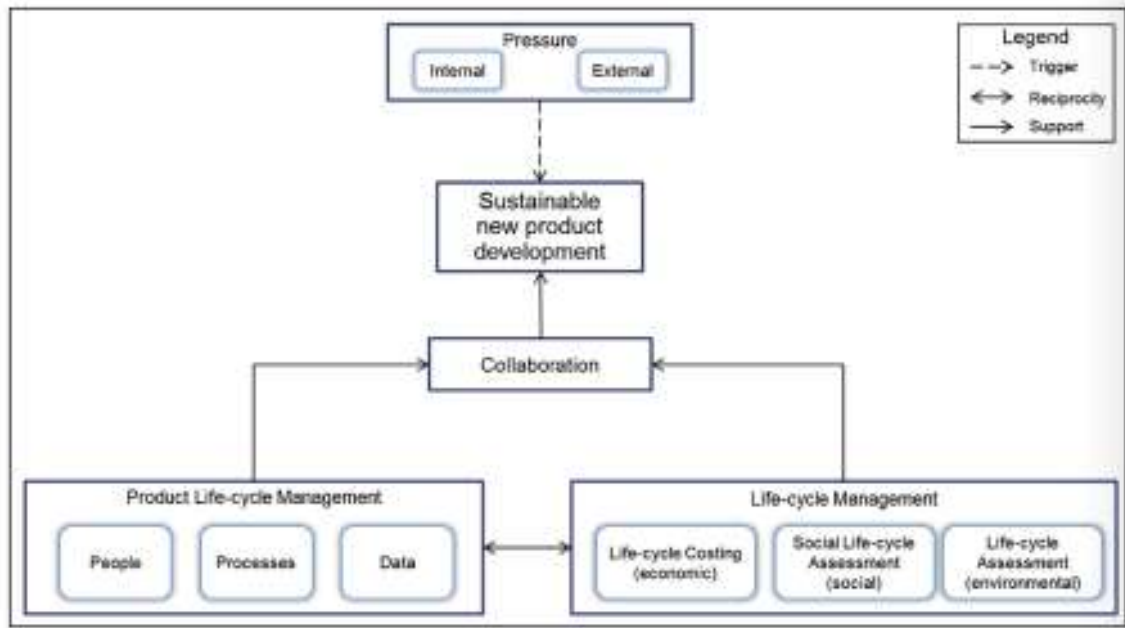 Pressure
Internal
External
Legend
Trigger
Reciprocity
Support
Sustainable
new product
development
Collaboration
Product Life-cycle Management
People
Processes
Data
Life-cycle Management
Life-cycle Costing
(economic)
Social Life-cycle
Assessment
(social)
Life-cycle
Assessment
(environmental)